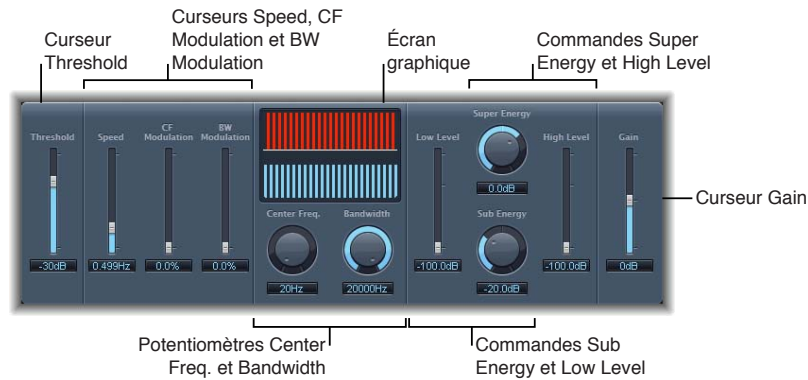 Curseur
Threshold
Curseurs Speed, CF
Modulation et BW
Modulation
Écran
graphique
Commandes Super
Energy et High Level
Threshold
Speed
CF
Modulation
BW
Modulation
Low Level
Super Energy
High Level
Gain
0.0dB
Center Freq.
Bandwidth
Sub Energy
-30dB
0.499Hz
0.0%
0.0%
20Hz
20000Hz
-100.0dB
-20.0dB
-100.0dB
0dB
Curseur Gain
Potentiomètres Center
Freq. et Bandwidth
Commandes Sub
Energy et Low Level